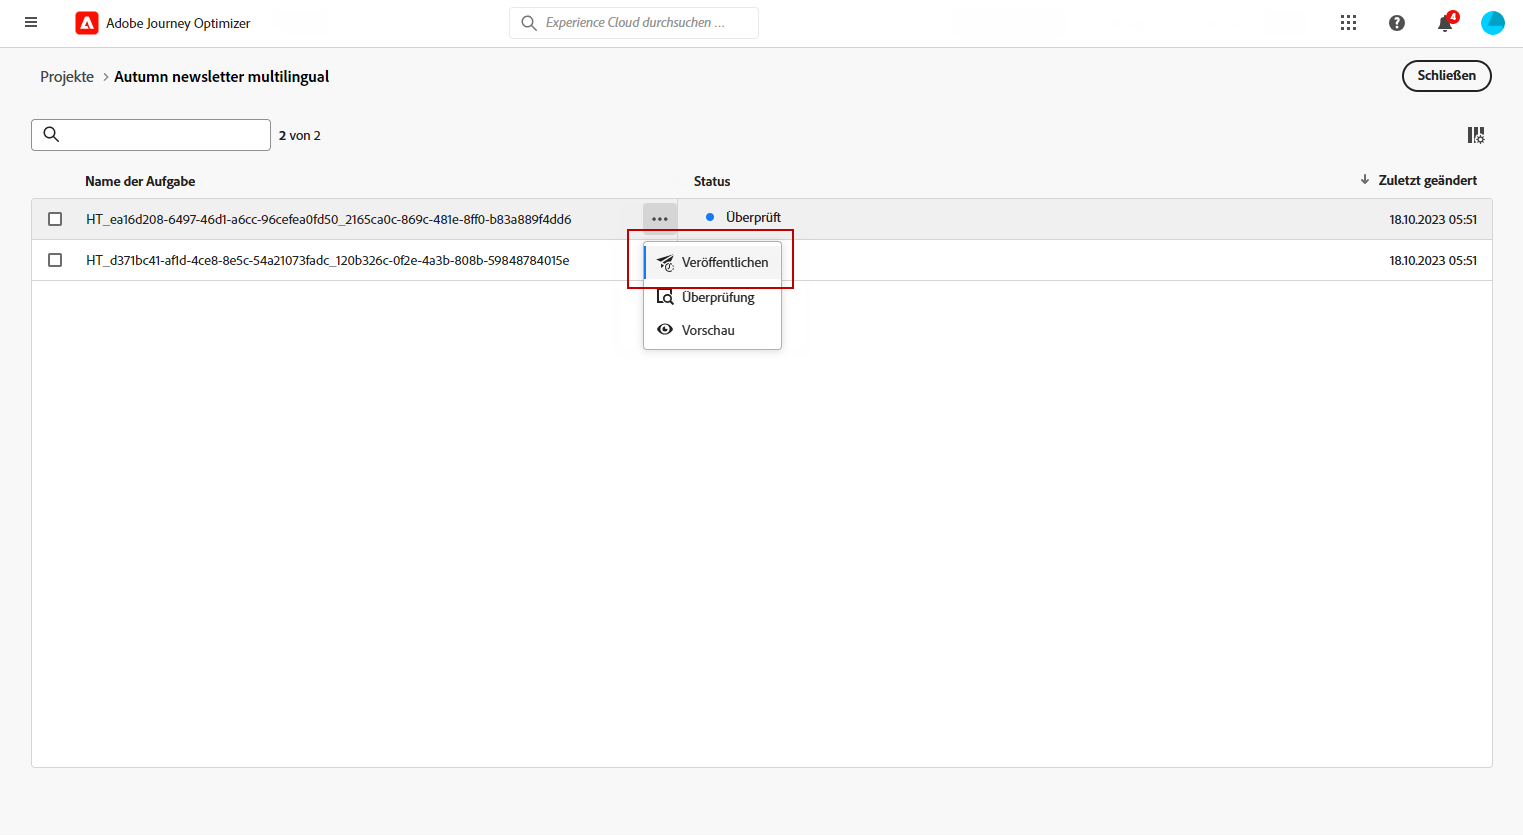 Adobe Journey Optimizer
Experience Cloud durchsuchen ...
4
Projekte > Autumn newsletter multilingual
Schließen
2 von 2
Name der Aufgabe
Status
Zuletzt geändert
HT_ea16d208-6497-46d1-a6cc-96cefea0fd50_2165ca0c-869c-481e-8ff0-b83a889f4dd6
Überprüft
18.10.2023 05:51
HT_d371bc41-af1d-4ce8-8e5c-54a21073fadc_120b326c-0f2e-4a3b-808b-59848784015e
18.10.2023 05:51
Veröffentlichen
Überprüfung
Vorschau